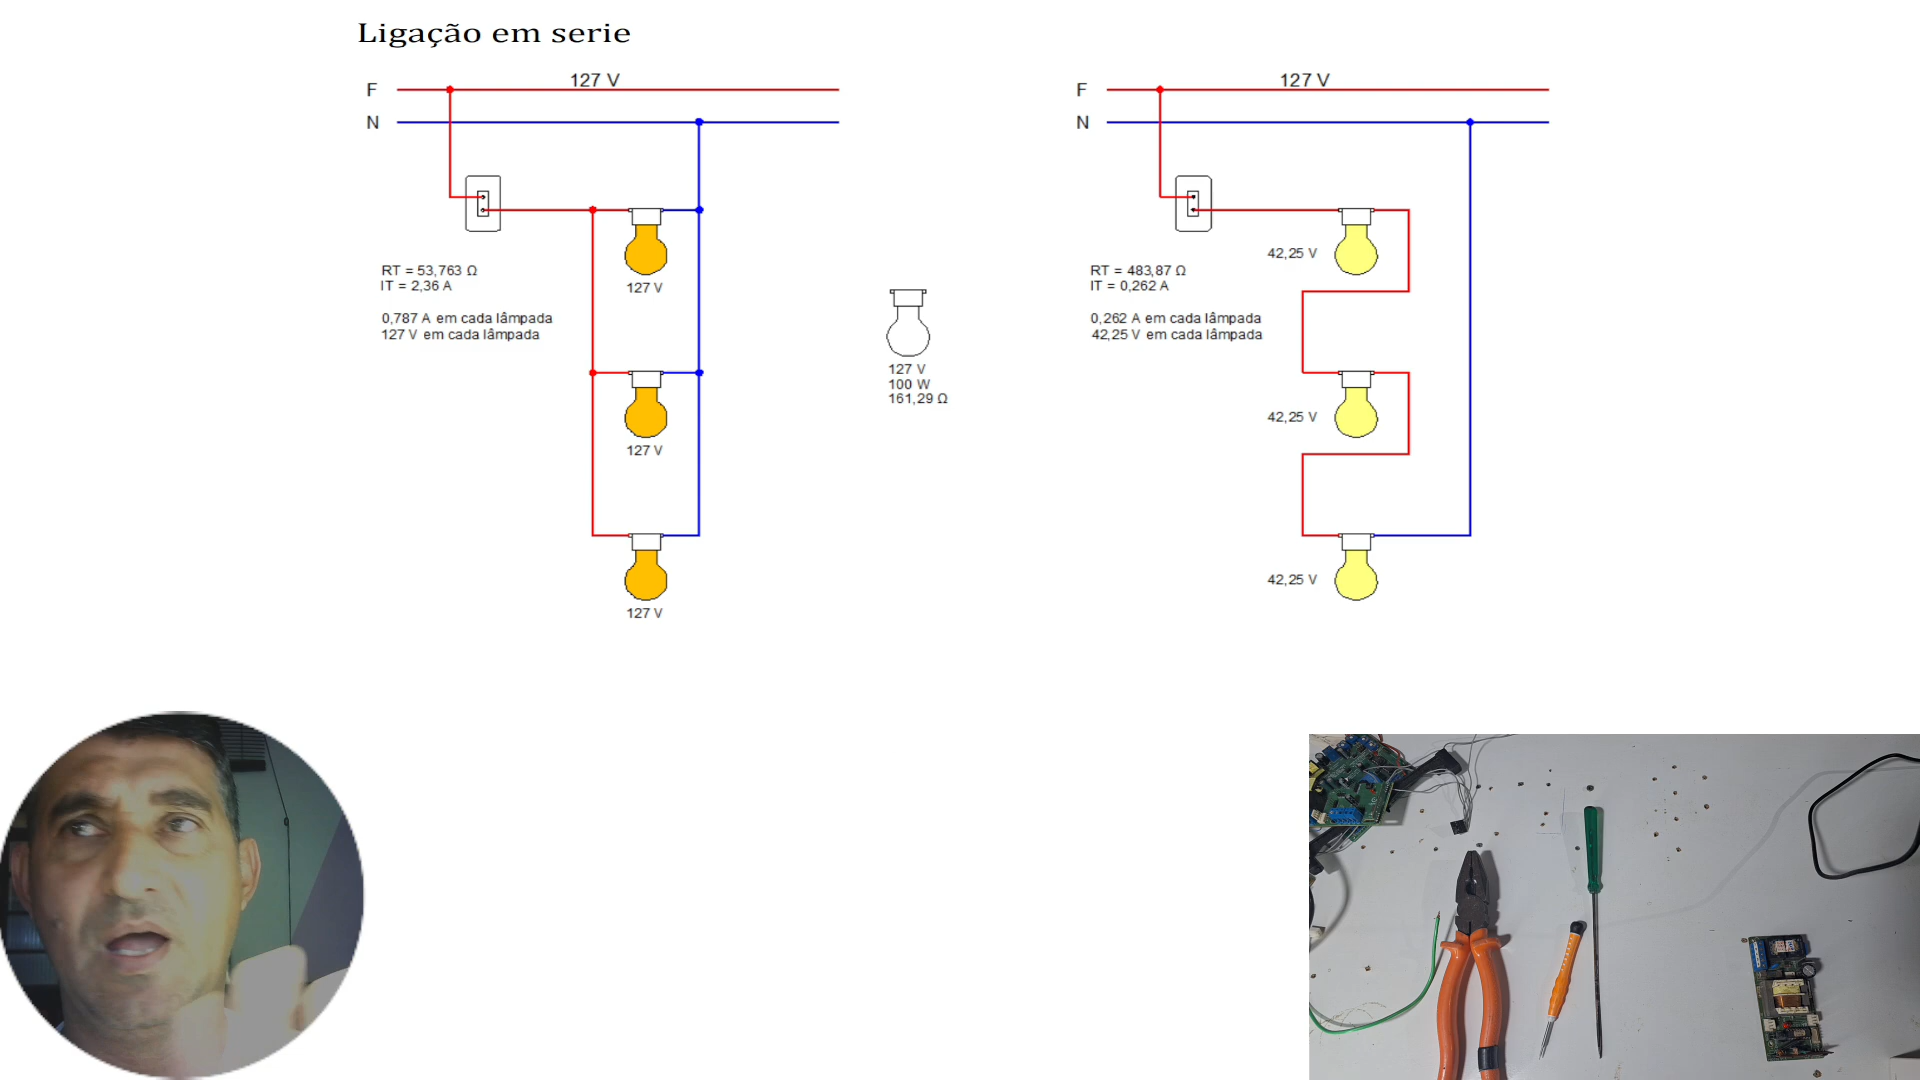 Ligação em serie
127 V
F
N
RT = 53,763 Ω
IT = 2,36 A
0,787 A em cada lâmpada
127 V em cada lâmpada
127 V
127 V
127 V
127 V
100 W
161,29 Ω
127 V
F
N
RT = 483,87 Ω
IT = 0,262 A
0,262 A em cada lâmpada
42,25 V em cada lâmpada
42,25 V
42,25 V
42,25 V